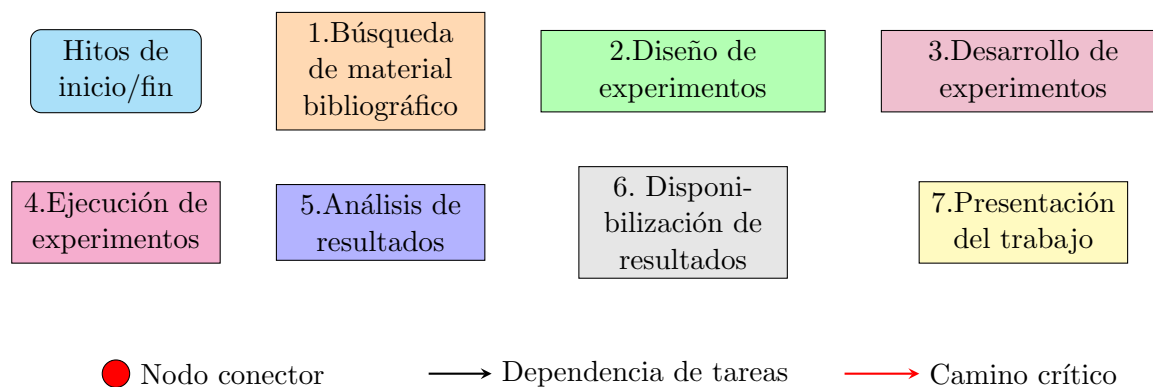 Hitos de
inicio/fin
1.Búsqueda
de material
bibliográfico
2.Diseño de
experimentos
3.Desarrollo de
experimentos
4.Ejecución de
experimentos
5.Análisis de
resultados
6. Disponi-
bilización de
resultados
7.Presentación
del trabajo
Nodo conector
Dependencia de tareas
Camino crítico